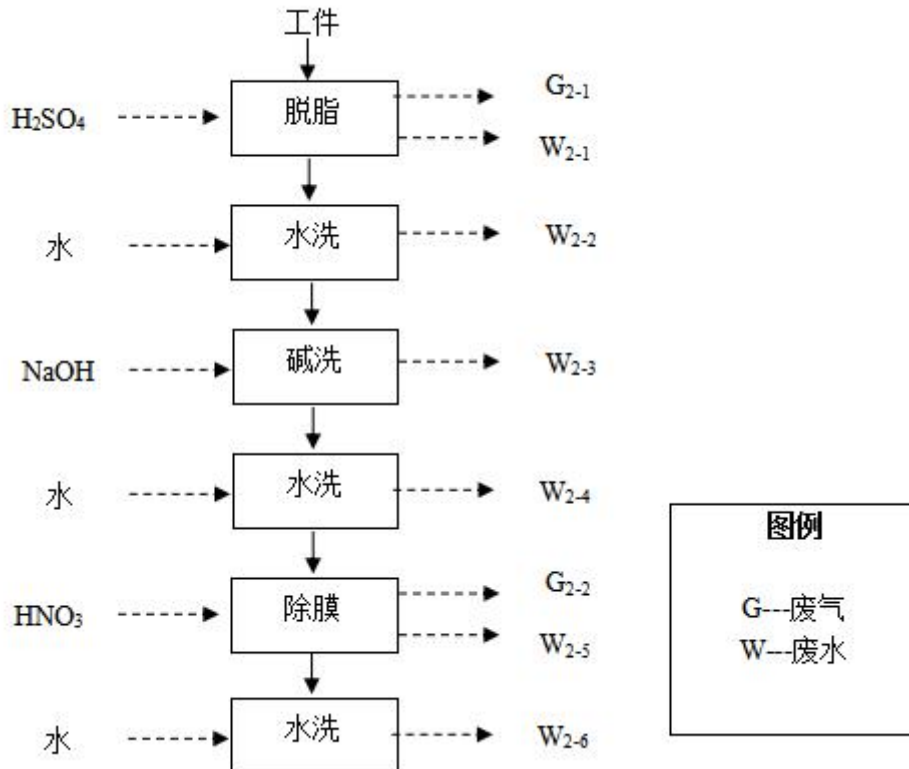 工件
H₂SO₄
脱脂
G₂₋₁
W₂₋₁
水
水洗
W₂₋₂
NaOH
碱洗
W₂₋₃
水
水洗
W₂₋₄
HNO₃
除膜
G₂₋₂
W₂₋₅
水
水洗
W₂₋₆
图例
G---废气
W---废水